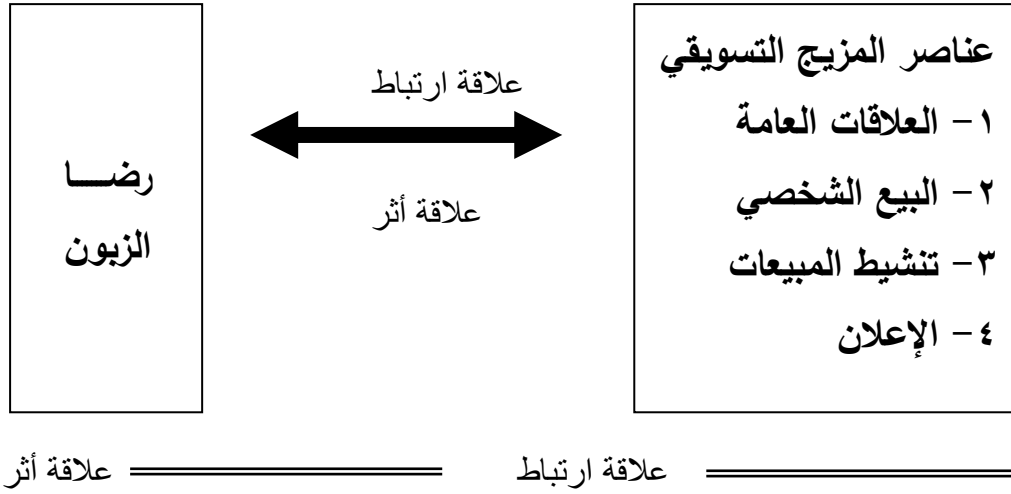 عناصر المزيج التسويقي
١- العلاقات العامة
٢- البيع الشخصي
٣- تنشيط المبيعات
٤- الإعلان
علاقة ارتباط
علاقة أثر
رضــا
الزبون
علاقة ارتباط
علاقة أثر